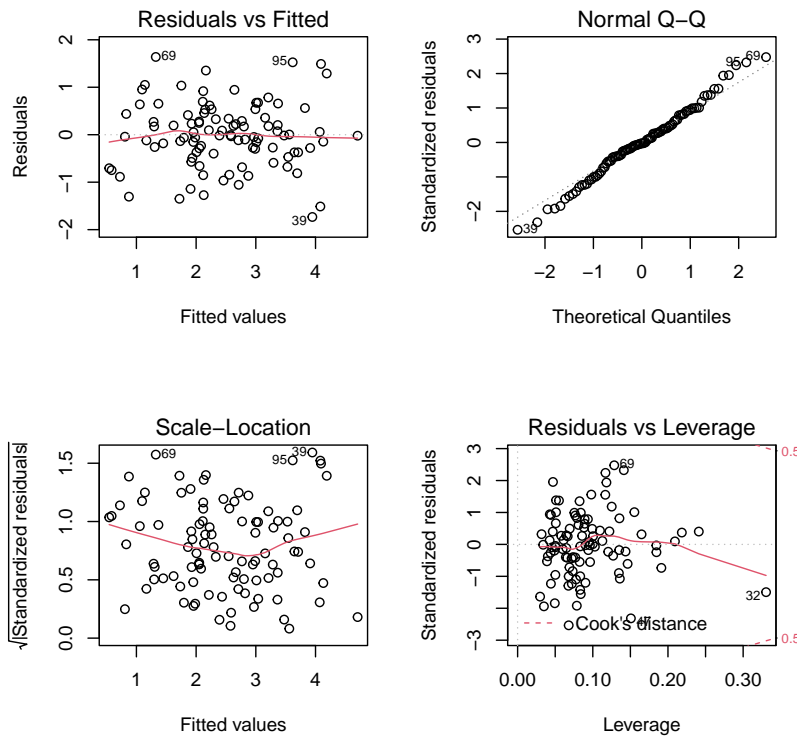 Residuals vs Fitted
Residuals
2
1
0
−1
−2
69
95
39
1 2 3 4
Fitted values
Normal Q−Q
Standardized residuals
3
2
1
0
−2
95 69
39
−2 −1 0 1 2
Theoretical Quantiles
Scale−Location
√|Standardized residuals|
1.5
1.0
0.5
0.0
69
39
95
1 2 3 4
Fitted values
Residuals vs Leverage
Standardized residuals
3
2
1
0
−1
−3
69
32
Cook's distance
0.5
0.5
0.00 0.10 0.20 0.30
Leverage